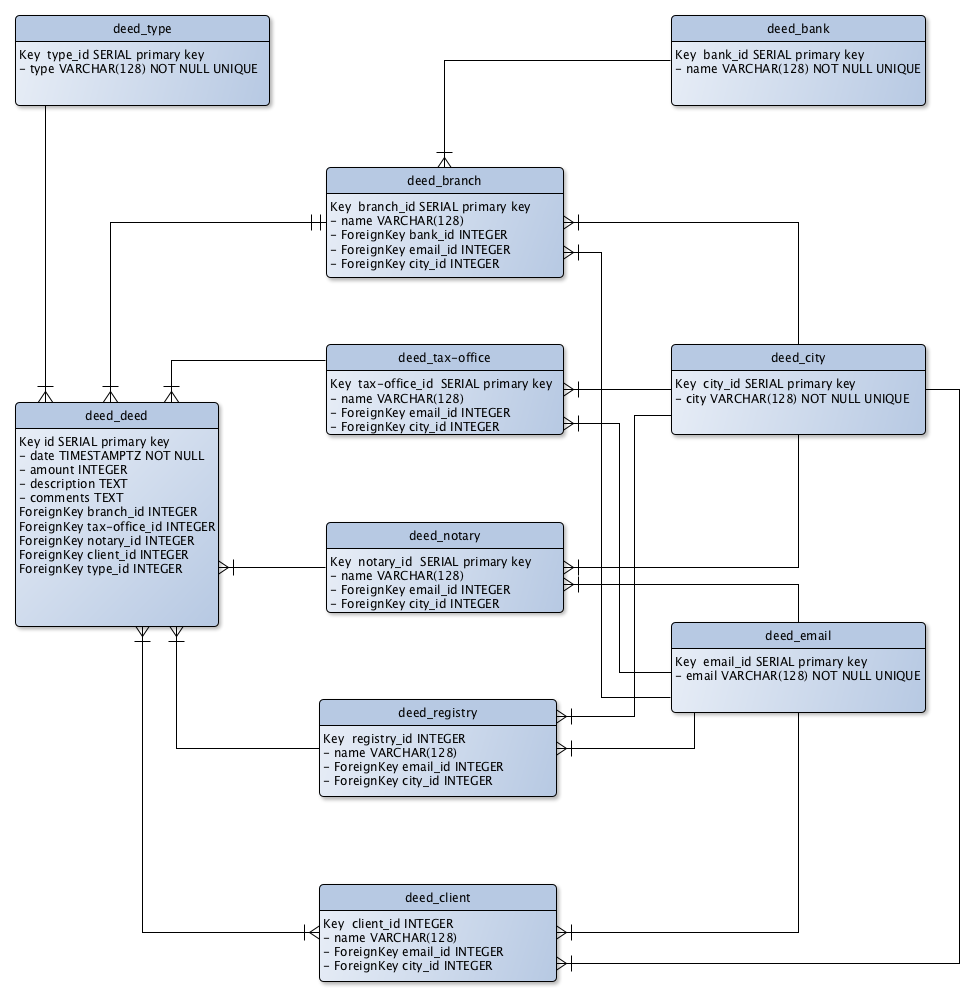 deed_type
Key  type_id SERIAL primary key
– type VARCHAR(128) NOT NULL UNIQUE
deed_bank
Key  bank_id SERIAL primary key
– name VARCHAR(128) NOT NULL UNIQUE
deed_branch
Key  branch_id SERIAL primary key
– name VARCHAR(128)
– ForeignKey bank_id INTEGER
– ForeignKey email_id INTEGER
– ForeignKey city_id INTEGER
deed_tax-office
Key  tax-office_id  SERIAL primary key
– name VARCHAR(128)
– ForeignKey email_id INTEGER
– ForeignKey city_id INTEGER
deed_city
Key  city_id SERIAL primary key
– city VARCHAR(128) NOT NULL UNIQUE
deed_deed
Key id SERIAL primary key
– date TIMESTAMPTZ NOT NULL
– amount INTEGER
– description TEXT
– comments TEXT
ForeignKey branch_id INTEGER
ForeignKey tax-office_id INTEGER
ForeignKey notary_id INTEGER
ForeignKey client_id INTEGER
ForeignKey type_id INTEGER
deed_notary
Key  notary_id  SERIAL primary key
– name VARCHAR(128)
– ForeignKey email_id INTEGER
– ForeignKey city_id INTEGER
deed_email
Key  email_id SERIAL primary key
– email VARCHAR(128) NOT NULL UNIQUE
deed_registry
Key  registry_id INTEGER
– name VARCHAR(128)
– ForeignKey email_id INTEGER
– ForeignKey city_id INTEGER
deed_client
Key  client_id INTEGER
– name VARCHAR(128)
– ForeignKey email_id INTEGER
– ForeignKey city_id INTEGER